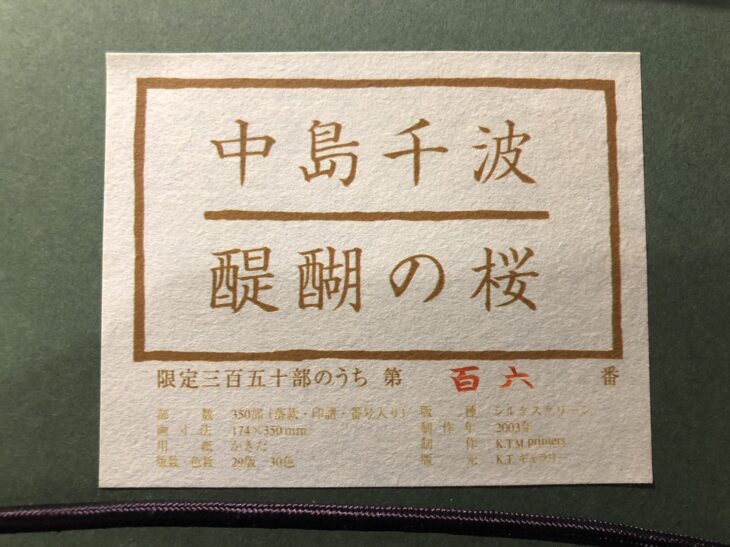 中島千波
醍醐の桜
限定三百五十部のうち 第 百六 番
部数 350部（落款・印譜・番号入り） 版種 シルクスクリーン
画寸法 174×350mm 制作年 2003年
用紙 かきた 制作 K.T.M printers
版数 色数 29版 30色 版元 K.T. ギャラリー